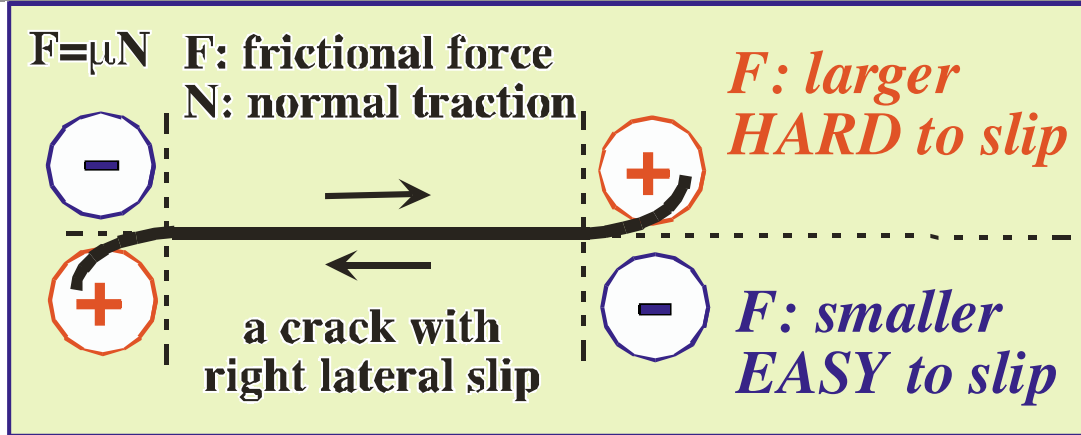 F=μN
F: frictional force
N: normal traction
F: larger
HARD to slip
-
+
+
-
a crack with
right lateral slip
F: smaller
EASY to slip